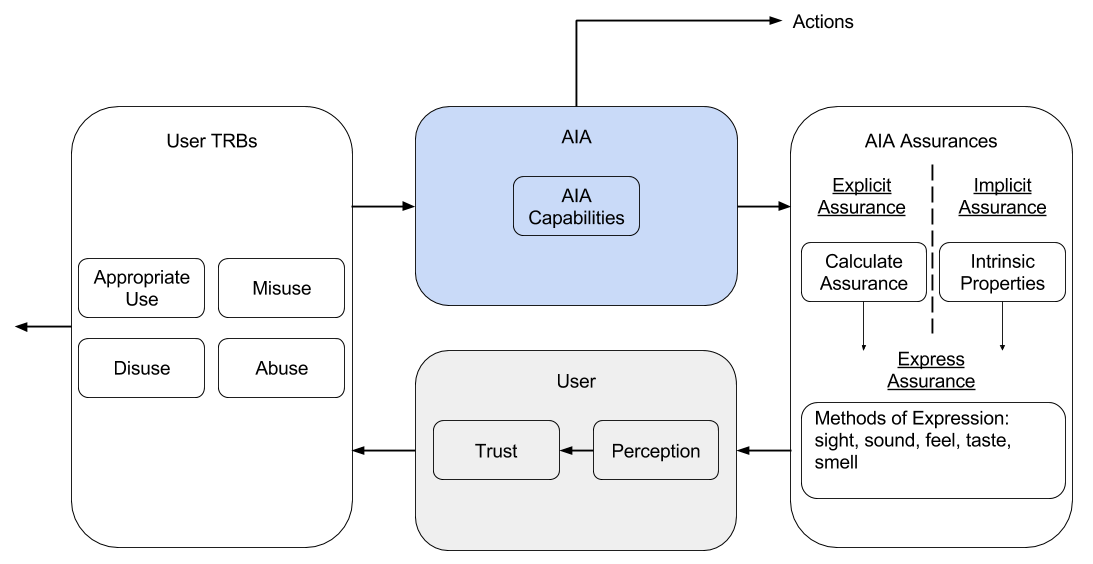 Actions
User TRBs
Appropriate
Use
Misuse
Disuse
Abuse
AIA
AIA
Capabilities
User
Trust
Perception
AIA Assurances
Explicit
Assurance
Implicit
Assurance
Calculate
Assurance
Intrinsic
Properties
Express
Assurance
Methods of Expression:
sight, sound, feel, taste,
smell